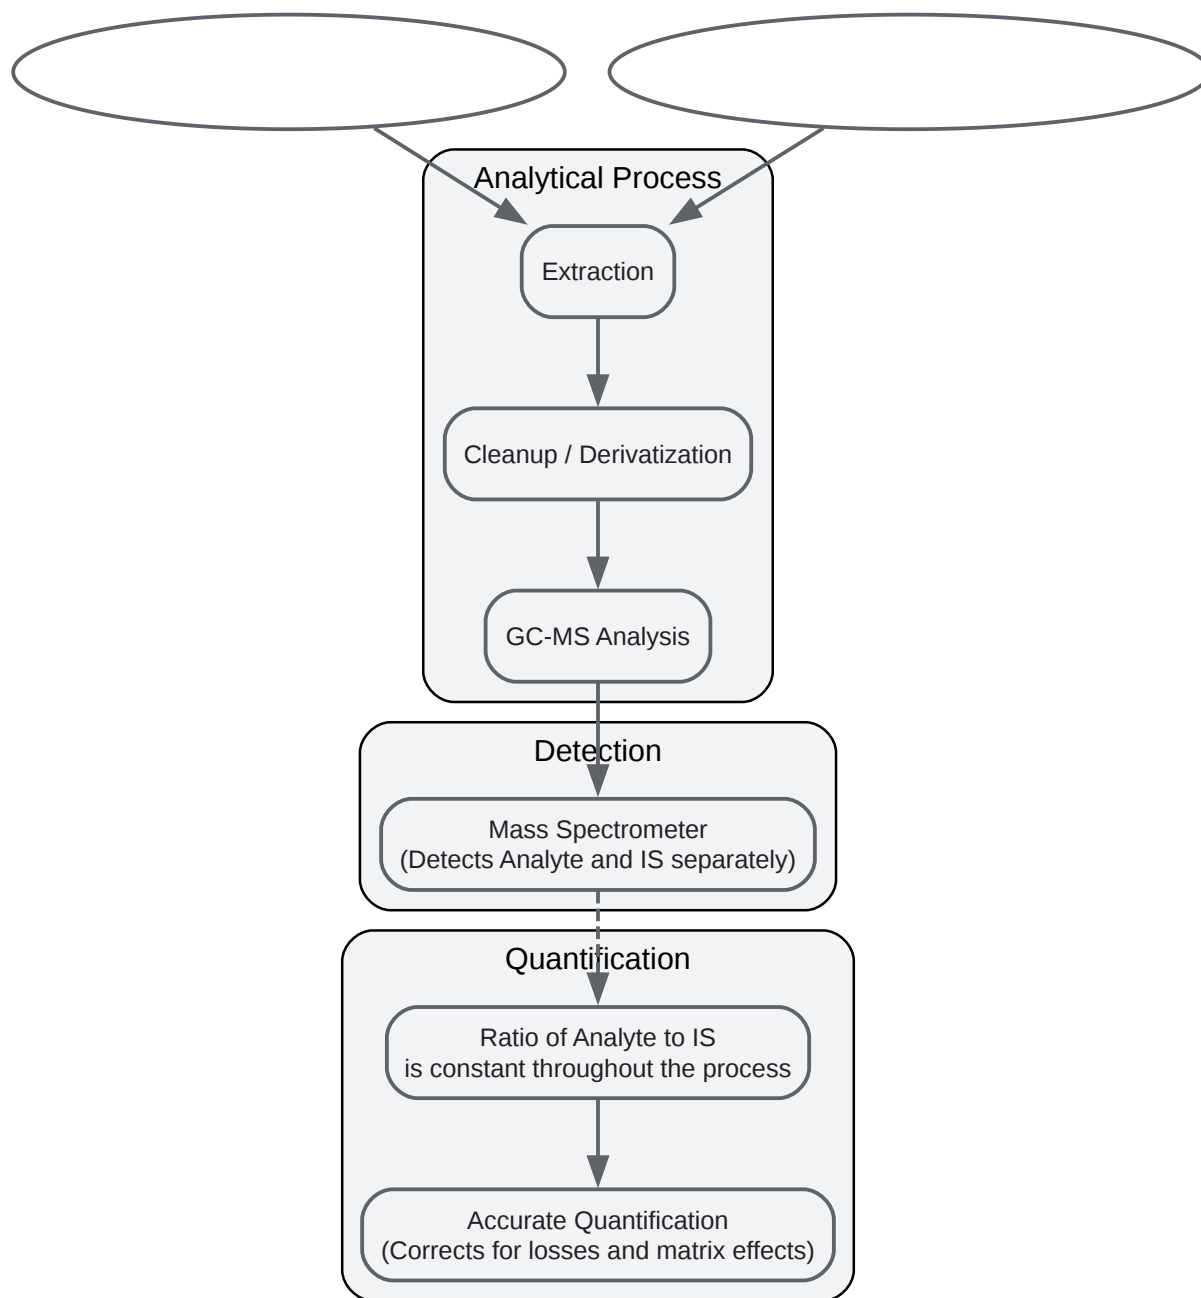 Analytical Process
Extraction
Cleanup / Derivatization
GC-MS Analysis
Detection
Mass Spectrometer
(Detects Analyte and IS separately)
Quantification
Ratio of Analyte to IS
is constant throughout the process
Accurate Quantification
(Corrects for losses and matrix effects)